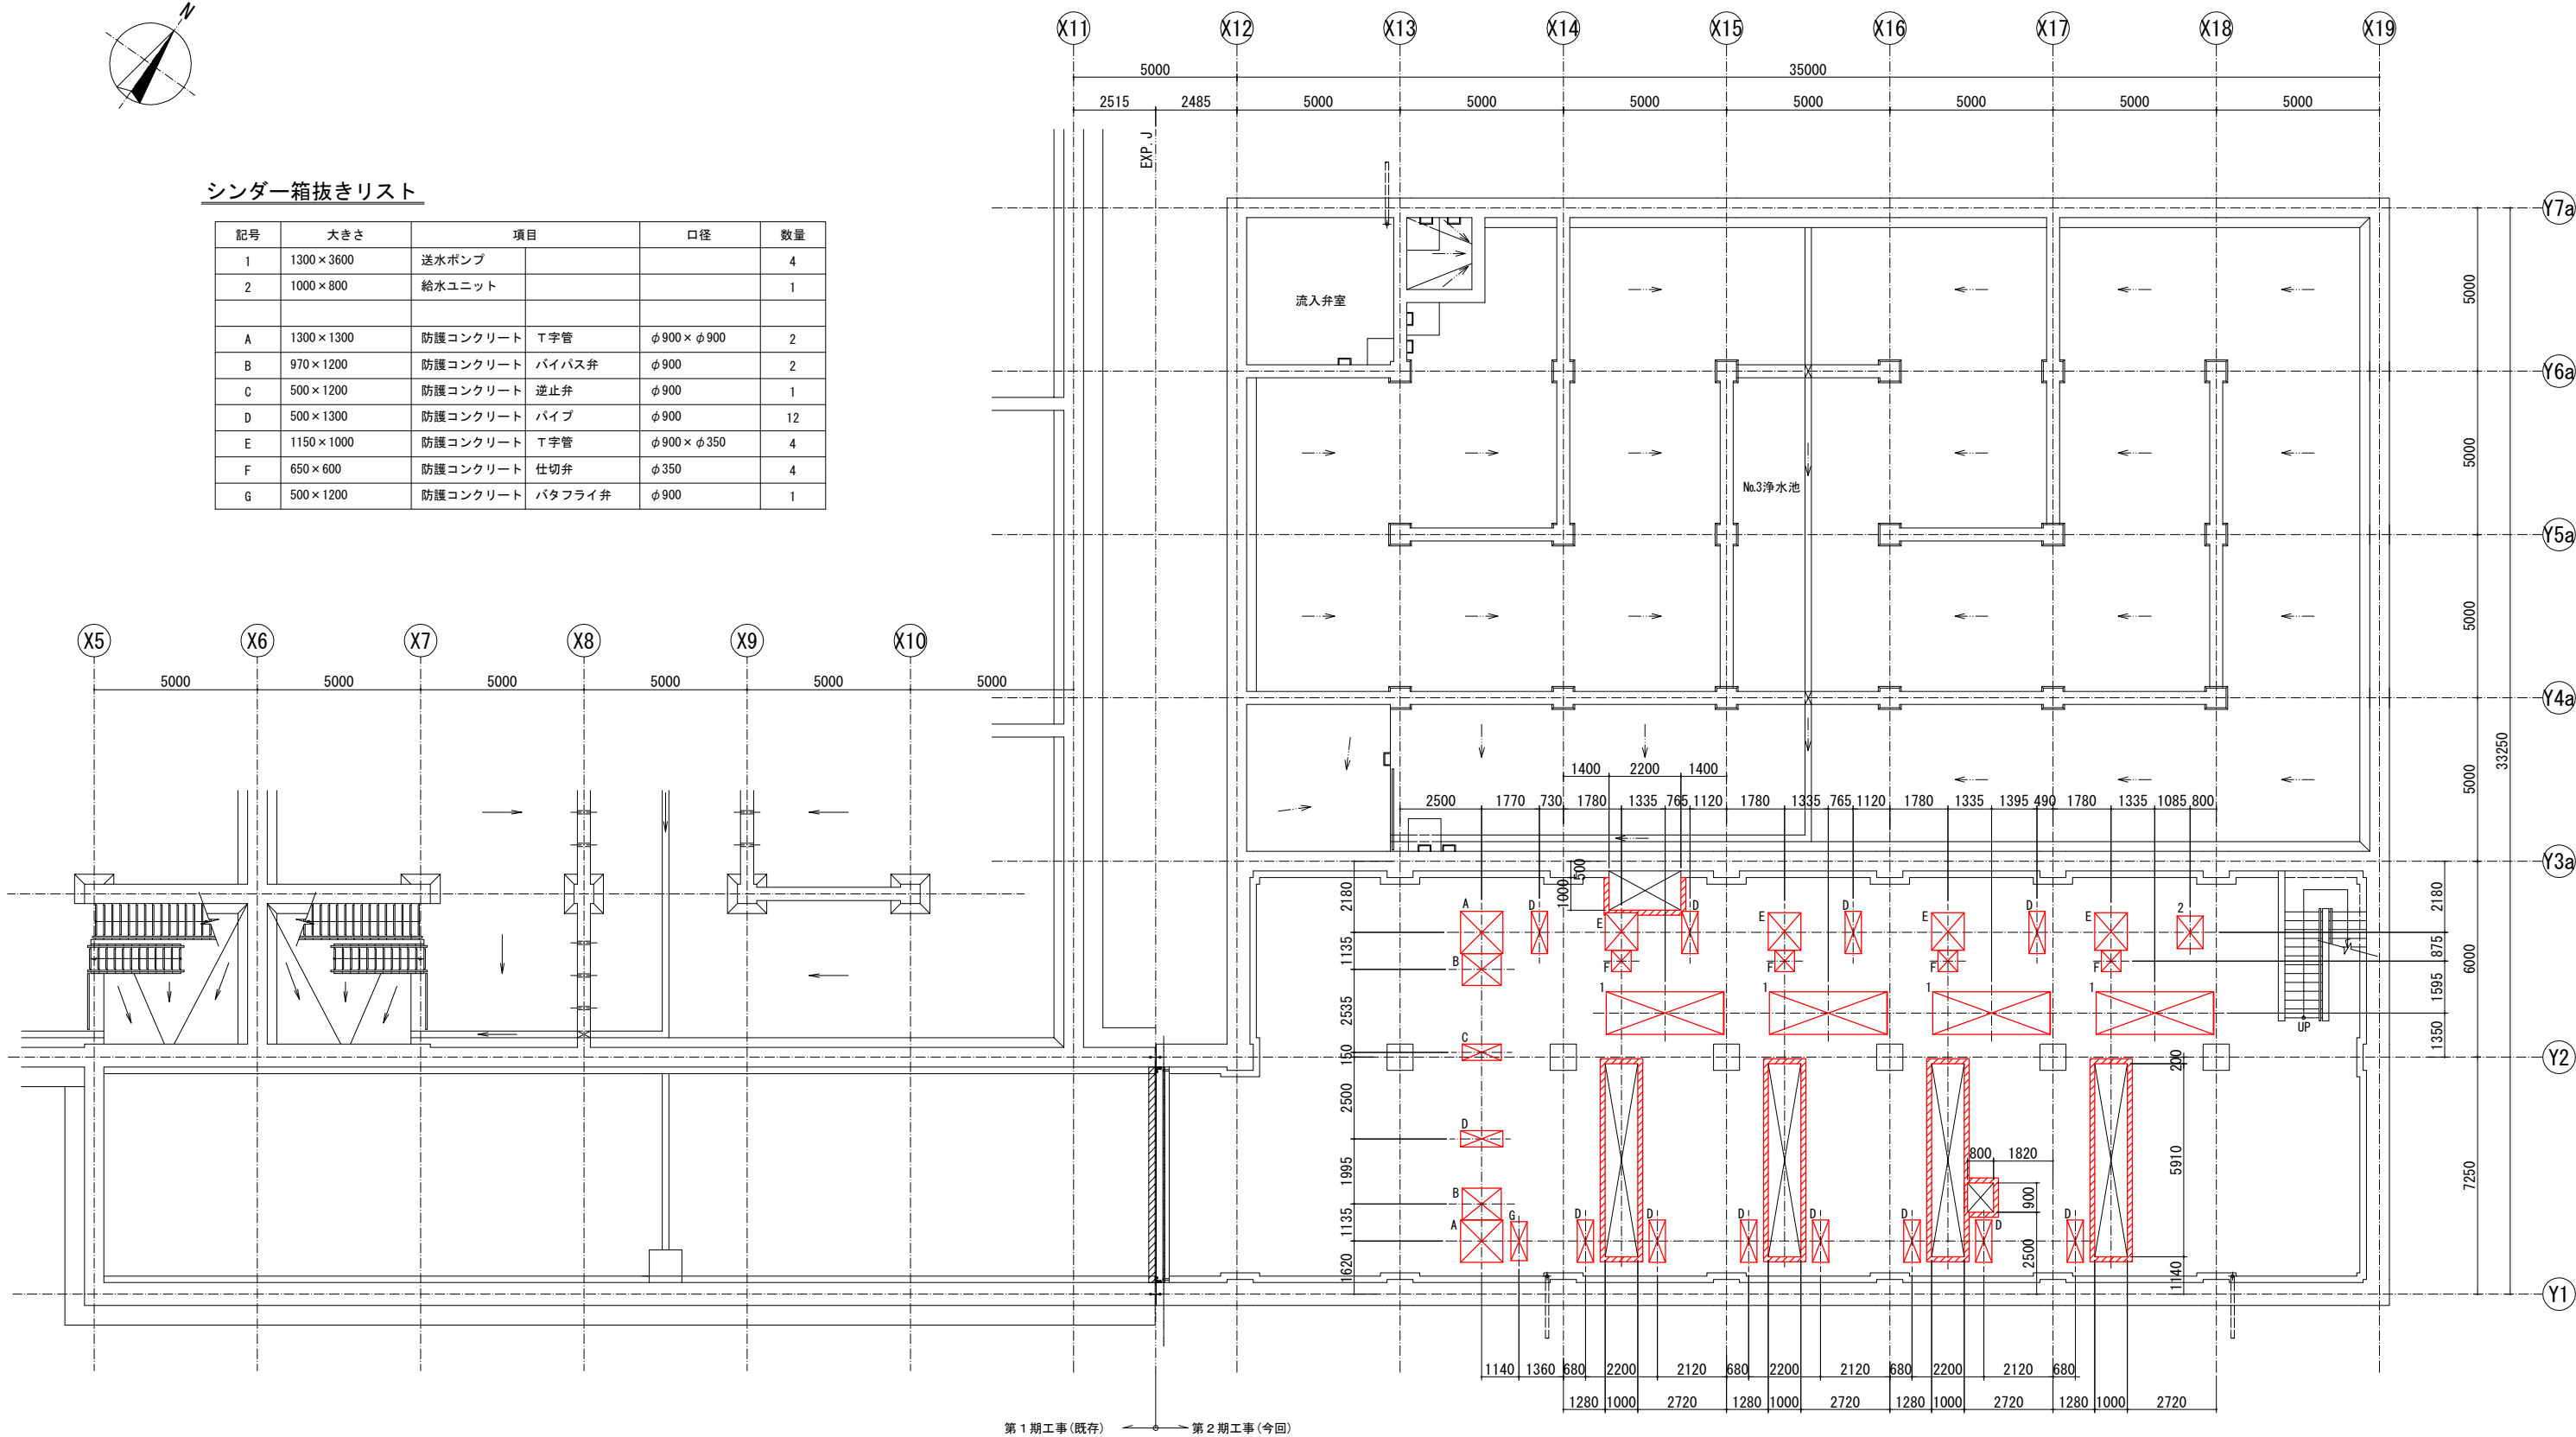 N
X11 X12 X13 X14 X15 X16 X17 X18 X19
5000 35000
2515 2485 5000 5000 5000 5000 5000 5000 5000
EXP.J
シンダー箱抜きリスト
記号 大きさ 項目 口径 数量
1 1300×3600 送水ポンプ 4
2 1000×800 給水ユニット 1
A 1300×1300 防護コンクリート T字管 φ900×φ900 2
B 970×1200 防護コンクリート バイパス弁 φ900 2
C 500×1200 防護コンクリート 逆止弁 φ900 1
D 500×1300 防護コンクリート パイプ φ900 12
E 1150×1000 防護コンクリート T字管 φ900×φ350 4
F 650×600 防護コンクリート 仕切弁 φ350 4
G 500×1200 防護コンクリート バタフライ弁 φ900 1
Y7a
5000
流入弁室
Y6a
5000
№3浄水池
Y5a
5000
X5 X6 X7 X8 X9 X10
5000 5000 5000 5000 5000 5000
Y4a
5000
33250
1400 2200 1400
2500 1770 730 1780 1335 765 1120 1780 1335 765 1120 1780 1335 1395 490 1780 1335 1085 800
Y3a
500
1000
2180 2180
A D E D E D E D E 2
1135 875
6000
B F F F F
2535 1595
1 1 1 1
UP
C
150 1350
Y2
200
2500
D
5910
1995
800 1820
7250
B
900
1135
A G D D D D D D D
2500
1620 1140
Y1
1140 1360 680 2200 2120 680 2200 2120 680 2200 2120 680
1280 1000 2720 1280 1000 2720 1280 1000 2720 1280 1000 2720
第1期工事(既存) 第2期工事(今回)